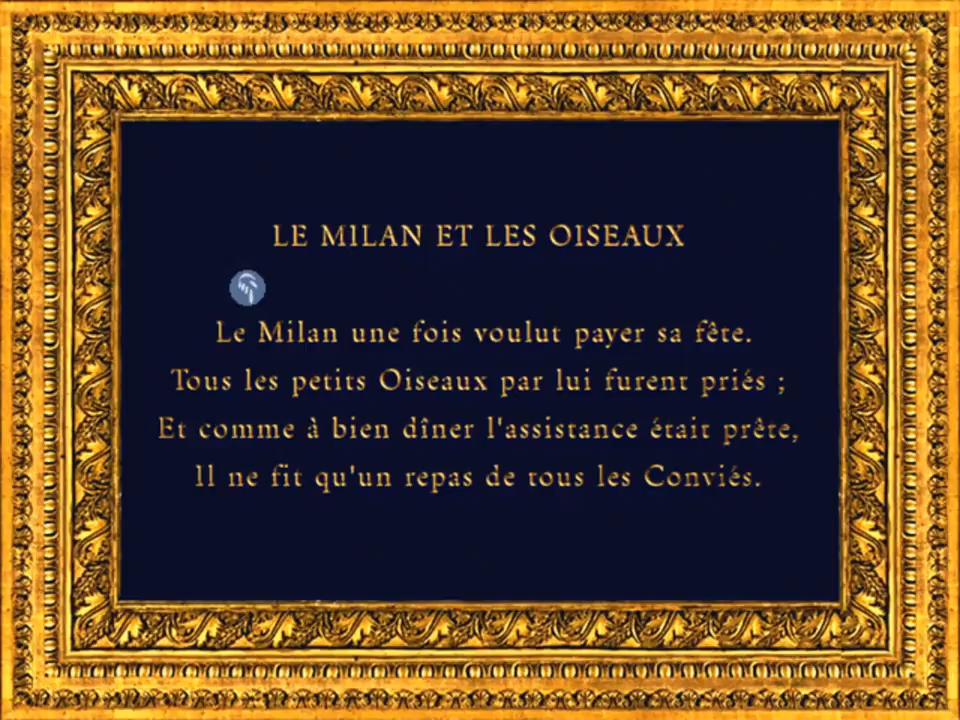 LE MILAN ET LES OISEAUX
Le Milan une fois voulut payer sa fête.
Tous les petits Oiseaux par lui furent priés ;
Et comme à bien dîner l'assistance était prête,
Il ne fit qu'un repas de tous les Conviés.